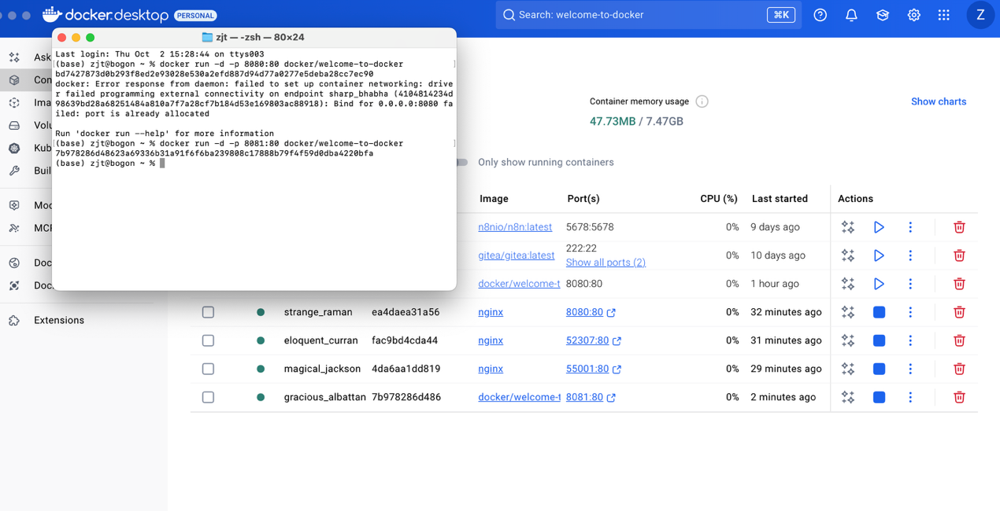 docker.desktop PERSONAL
Search: welcome-to-docker
⌘K
Z
zjt — -zsh — 80×24
Last login: Thu Oct  2 15:28:44 on ttys003
(base) zjt@bogon ~ % docker run -d -p 8080:80 docker/welcome-to-docker
bd7427873d0b293f8ed2e93028e530a2efd887d94d77a0277e5deba28cc7ec90
docker: Error response from daemon: failed to set up container networking: drive
r failed programming external connectivity on endpoint sharp_bhabha (4104814234d
98639bd28a68251484a810a7f7a28cf7b184d53e169803ac88918): Bind for 0.0.0.0:8080 fa
iled: port is already allocated
Run 'docker run --help' for more information
(base) zjt@bogon ~ % docker run -d -p 8081:80 docker/welcome-to-docker
7b978286d48623a69336b31a91f6f6ba239808c17888b79f4f59d0dba4220bfa
(base) zjt@bogon ~ %
Ask
Con
Ima
Volu
Kub
Buil
Mod
MCP
Doc
Doc
Extensions
Container memory usage
47.73MB / 7.47GB
Show charts
Only show running containers
Image Port(s) CPU (%) Last started Actions
n8nio/n8n:latest 5678:5678 0% 9 days ago
gitea/gitea:latest 222:22 0% 10 days ago
Show all ports (2)
docker/welcome-t 8080:80 0% 1 hour ago
strange_raman ea4daea31a56 nginx 8080:80 0% 32 minutes ago
eloquent_curran fac9bd4cda44 nginx 52307:80 0% 31 minutes ago
magical_jackson 4da6aa1dd819 nginx 55001:80 0% 29 minutes ago
gracious_albattan 7b978286d486 docker/welcome-t 8081:80 0% 2 minutes ago